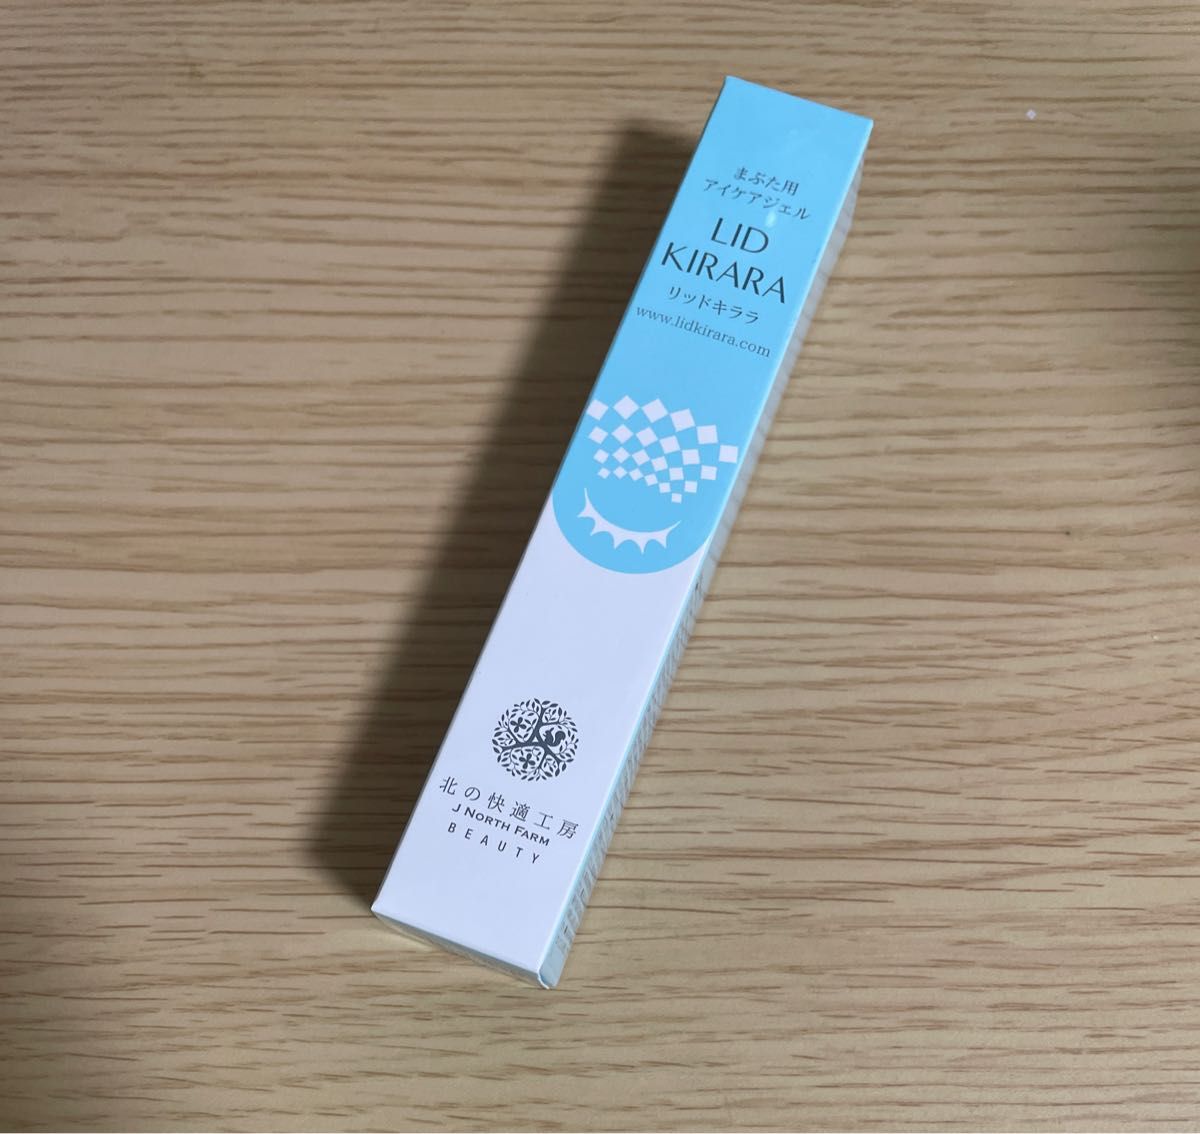 まぶた用
アイケアジェル
LID
KIRARA
リッドキララ
www.lidkirara.com
北の快適工房
J NORTH FARM
BEAUTY